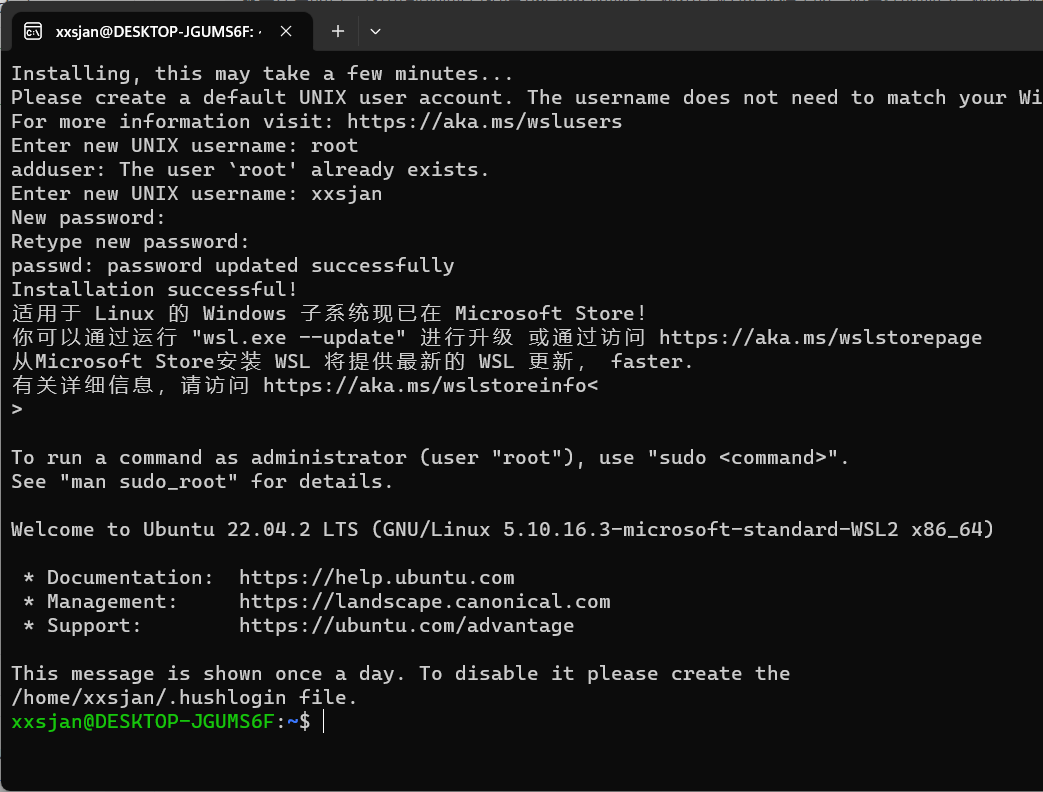 xxsjan@DESKTOP-JGUMS6F: ·
Installing, this may take a few minutes...
Please create a default UNIX user account. The username does not need to match your Wi
For more information visit: https://aka.ms/wslusers
Enter new UNIX username: root
adduser: The user `root' already exists.
Enter new UNIX username: xxsjan
New password:
Retype new password:
passwd: password updated successfully
Installation successful!
适用于 Linux 的 Windows 子系统现已在 Microsoft Store!
你可以通过运行 "wsl.exe --update" 进行升级 或通过访问 https://aka.ms/wslstorepage
从Microsoft Store安装 WSL 将提供最新的 WSL 更新， faster.
有关详细信息，请访问 https://aka.ms/wslstoreinfo<
>
To run a command as administrator (user "root"), use "sudo <command>".
See "man sudo_root" for details.
Welcome to Ubuntu 22.04.2 LTS (GNU/Linux 5.10.16.3-microsoft-standard-WSL2 x86_64)
* Documentation:  https://help.ubuntu.com
* Management:     https://landscape.canonical.com
* Support:        https://ubuntu.com/advantage
This message is shown once a day. To disable it please create the
/home/xxsjan/.hushlogin file.
xxsjan@DESKTOP-JGUMS6F:~$